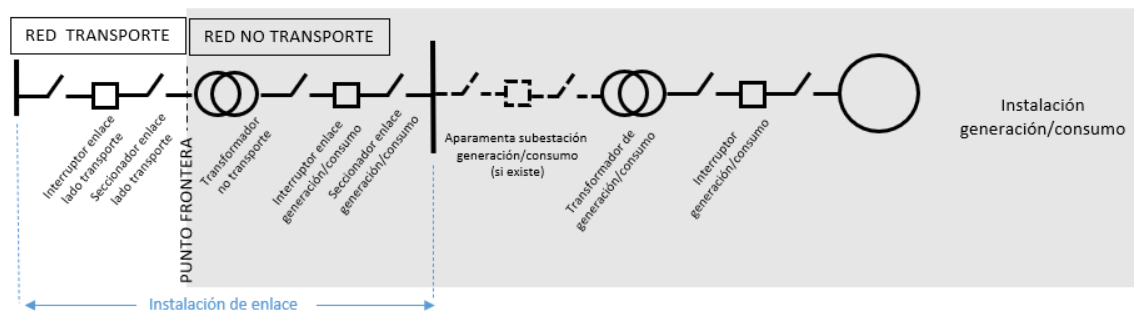 RED TRANSPORTE
RED NO TRANSPORTE
Interruptor enlace
lado transporte
Seccionador enlace
lado transporte
PUNTO FRONTERA
Transformador
no transporte
Interruptor enlace
generación/consumo
Seccionador enlace
generación/consumo
Aparamenta subestación
generación/consumo
(si existe)
Transformador de
generación/consumo
Interruptor
generación/consumo
Instalación
generación/consumo
Instalación de enlace